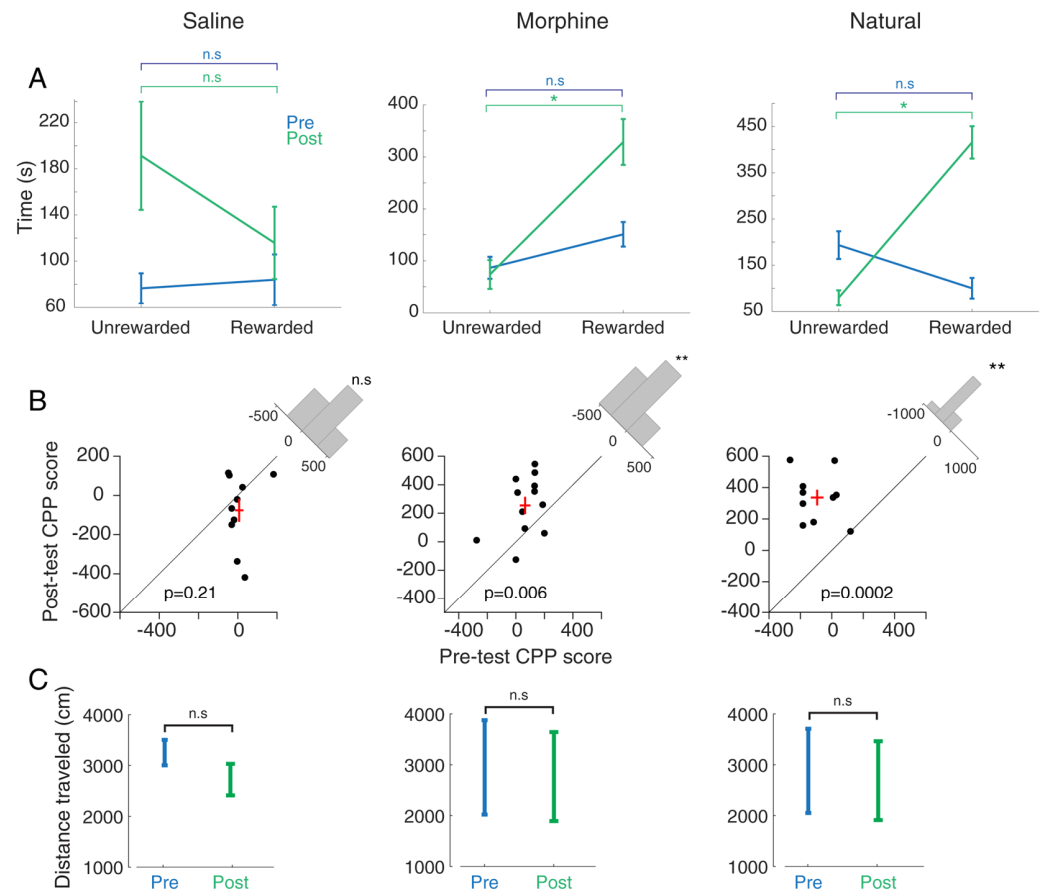 Saline Morphine Natural
A
n.s
n.s
Pre
Post
Time (s)
220
180
140
100
60
Unrewarded Rewarded
n.s
*
400
300
200
100
0
Unrewarded Rewarded
n.s
*
450
350
250
150
50
Unrewarded Rewarded
B
Post-test CPP score
200
0
-200
-400
-600
-400 0
p=0.21
-500
0
500
n.s
600
400
200
0
-200
-400
-400 0 400
p=0.006
-500
0
500
**
600
400
200
0
-200
-400
-400 0 400
p=0.0002
-1000
0
1000
**
Pre-test CPP score
C
Distance traveled (cm)
4000
3000
2000
1000
n.s
Pre Post
4000
3000
2000
1000
n.s
Pre Post
4000
3000
2000
1000
n.s
Pre Post